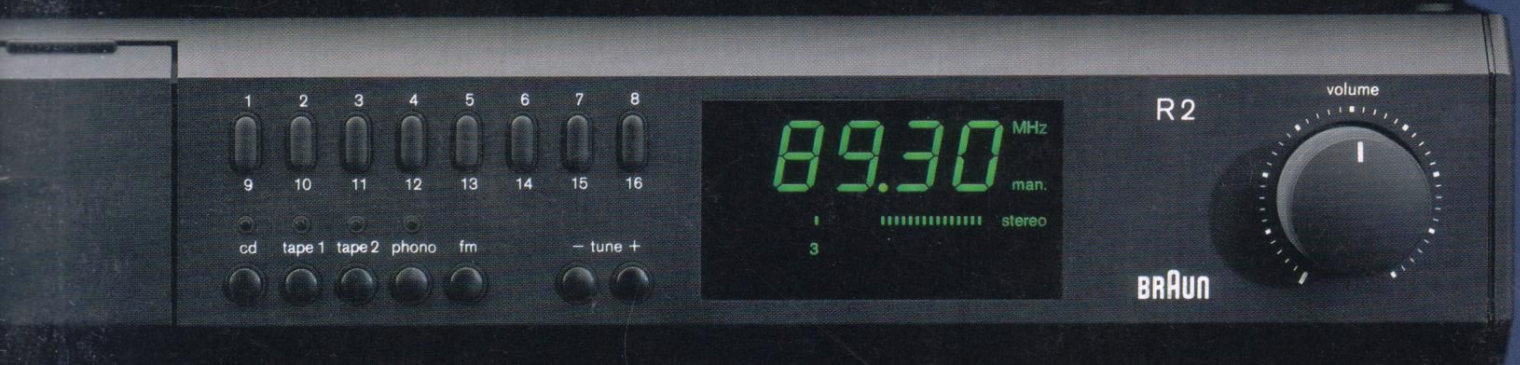 1 2 3 4 5 6 7 8
9 10 11 12 13 14 15 16
cd tape 1 tape 2 phono fm − tune +
89.30 MHz
man.
stereo
3
R2
BRAUN
volume